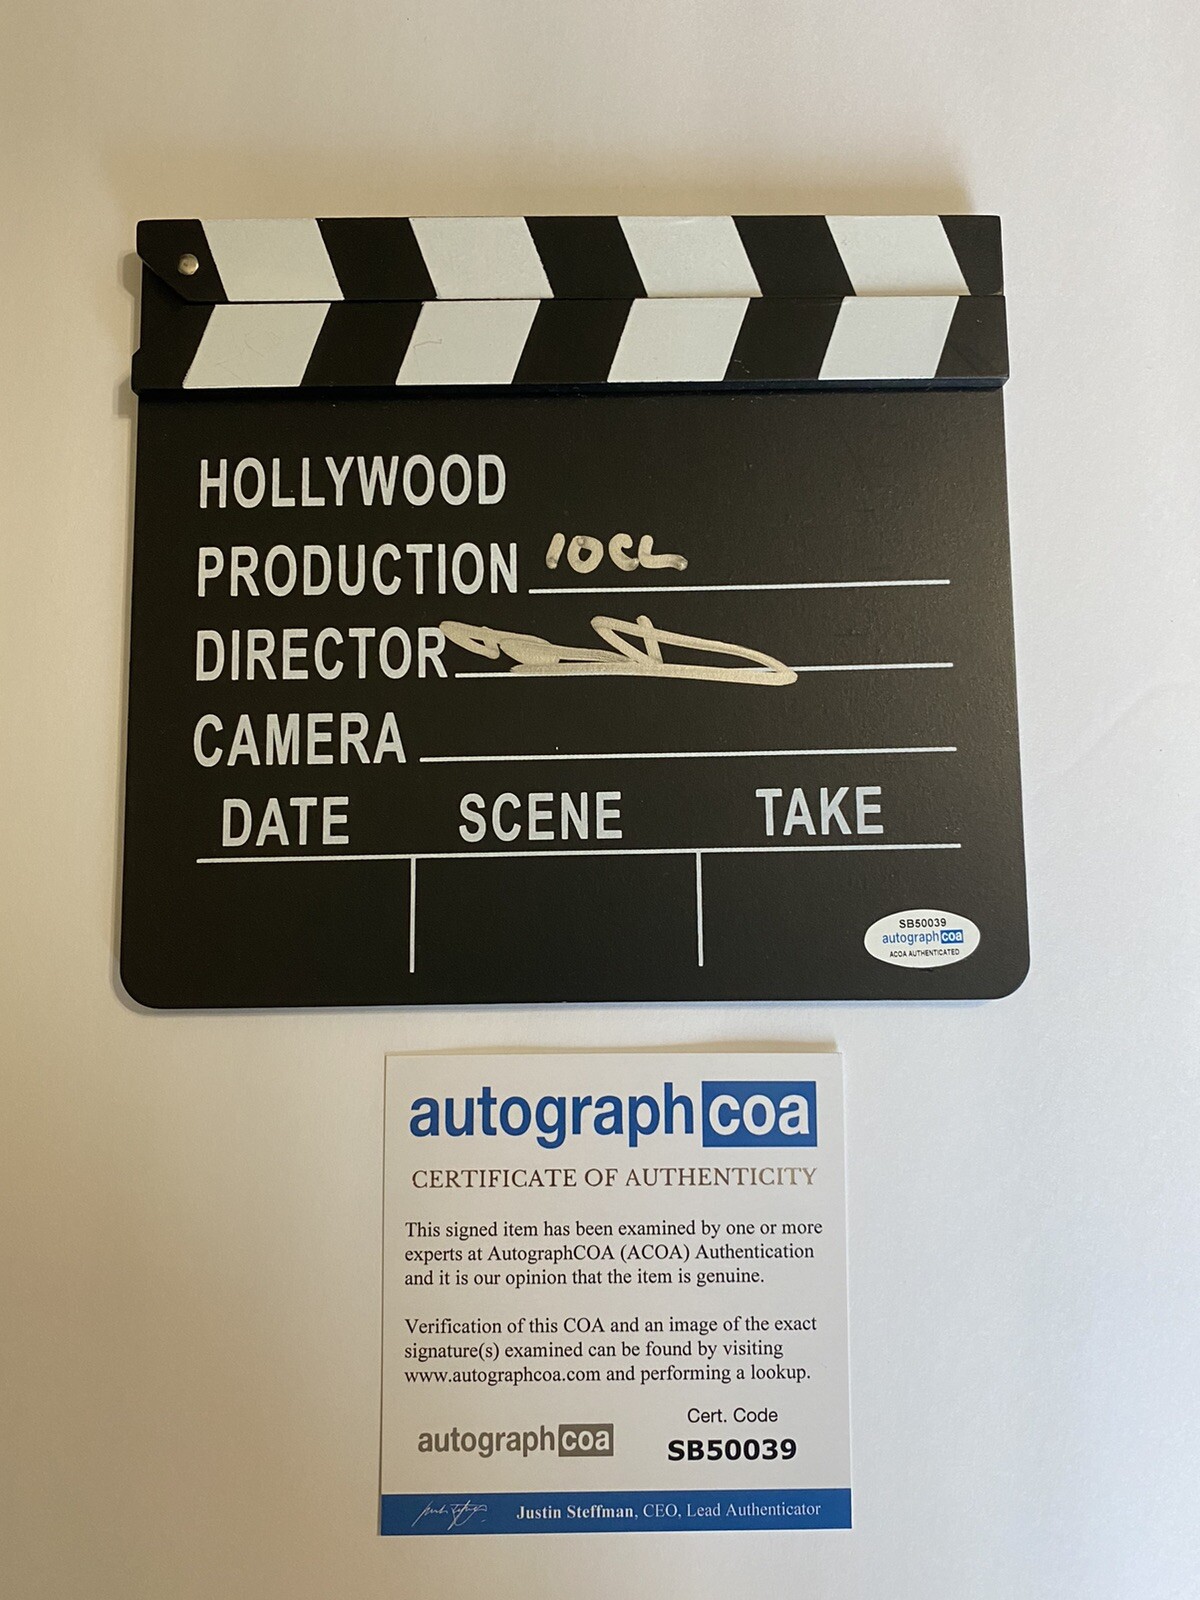 HOLLYWOOD
PRODUCTION 10CL
DIRECTOR
CAMERA
DATE SCENE TAKE
SB50039
autographcoa
ACOA AUTHENTICATED
autographcoa
CERTIFICATE OF AUTHENTICITY
This signed item has been examined by one or more
experts at AutographCOA (ACOA) Authentication
and it is our opinion that the item is genuine.
Verification of this COA and an image of the exact
signature(s) examined can be found by visiting
www.autographcoa.com and performing a lookup.
Cert. Code
autographcoa SB50039
Justin Steffman, CEO, Lead Authenticator